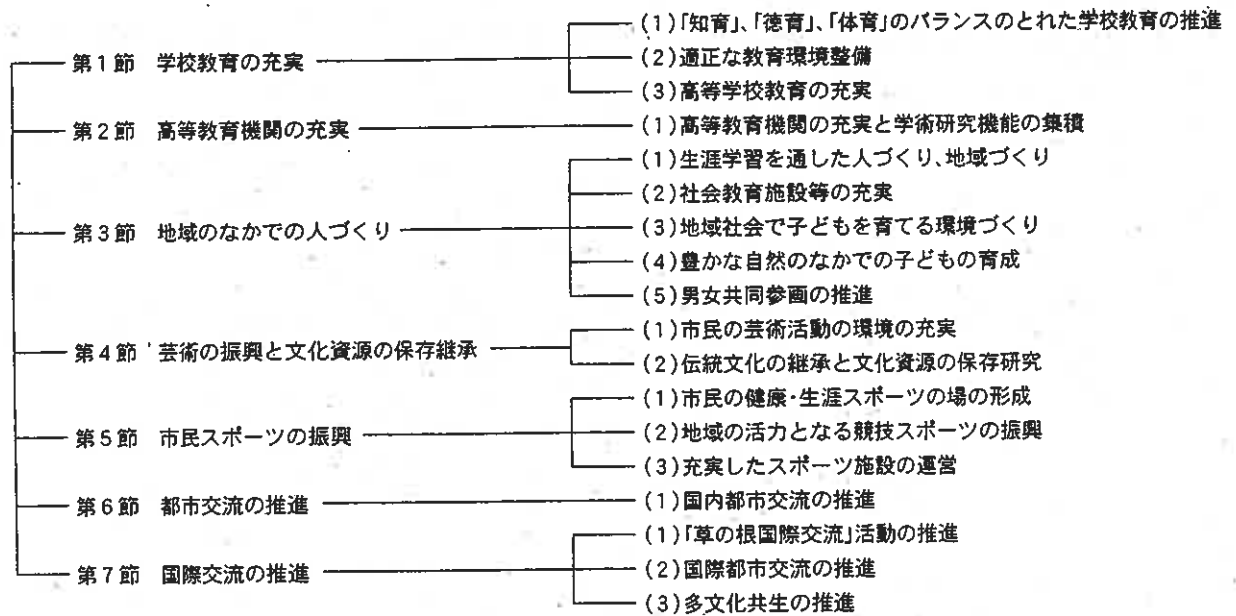 第1節 学校教育の充実
(1)「知育」、「徳育」、「体育」のバランスのとれた学校教育の推進
(2)適正な教育環境整備
(3)高等学校教育の充実
第2節 高等教育機関の充実
(1)高等教育機関の充実と学術研究機能の集積
第3節 地域のなかでの人づくり
(1)生涯学習を通した人づくり、地域づくり
(2)社会教育施設等の充実
(3)地域社会で子どもを育てる環境づくり
(4)豊かな自然のなかでの子どもの育成
(5)男女共同参画の推進
第4節 芸術の振興と文化資源の保存継承
(1)市民の芸術活動の環境の充実
(2)伝統文化の継承と文化資源の保存研究
第5節 市民スポーツの振興
(1)市民の健康・生涯スポーツの場の形成
(2)地域の活力となる競技スポーツの振興
(3)充実したスポーツ施設の運営
第6節 都市交流の推進
(1)国内都市交流の推進
第7節 国際交流の推進
(1)「草の根国際交流」活動の推進
(2)国際都市交流の推進
(3)多文化共生の推進